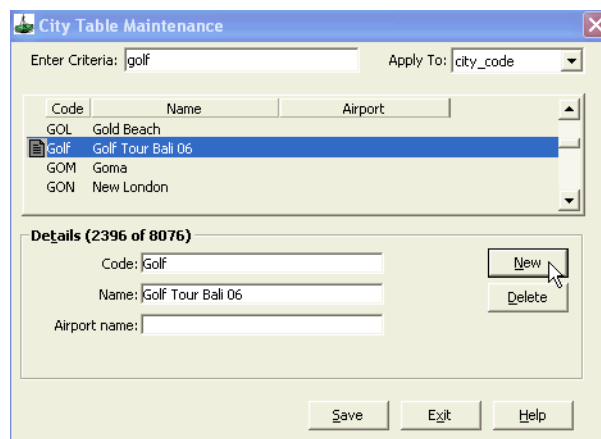 City Table Maintenance
Enter Criteria: golf Apply To: city_code
Code Name Airport
GOL Gold Beach
Golf Golf Tour Bali 06
GOM Goma
GON New London
Details (2396 of 8076)
Code: Golf New
Name: Golf Tour Bali 06 Delete
Airport name:
Save Exit Help